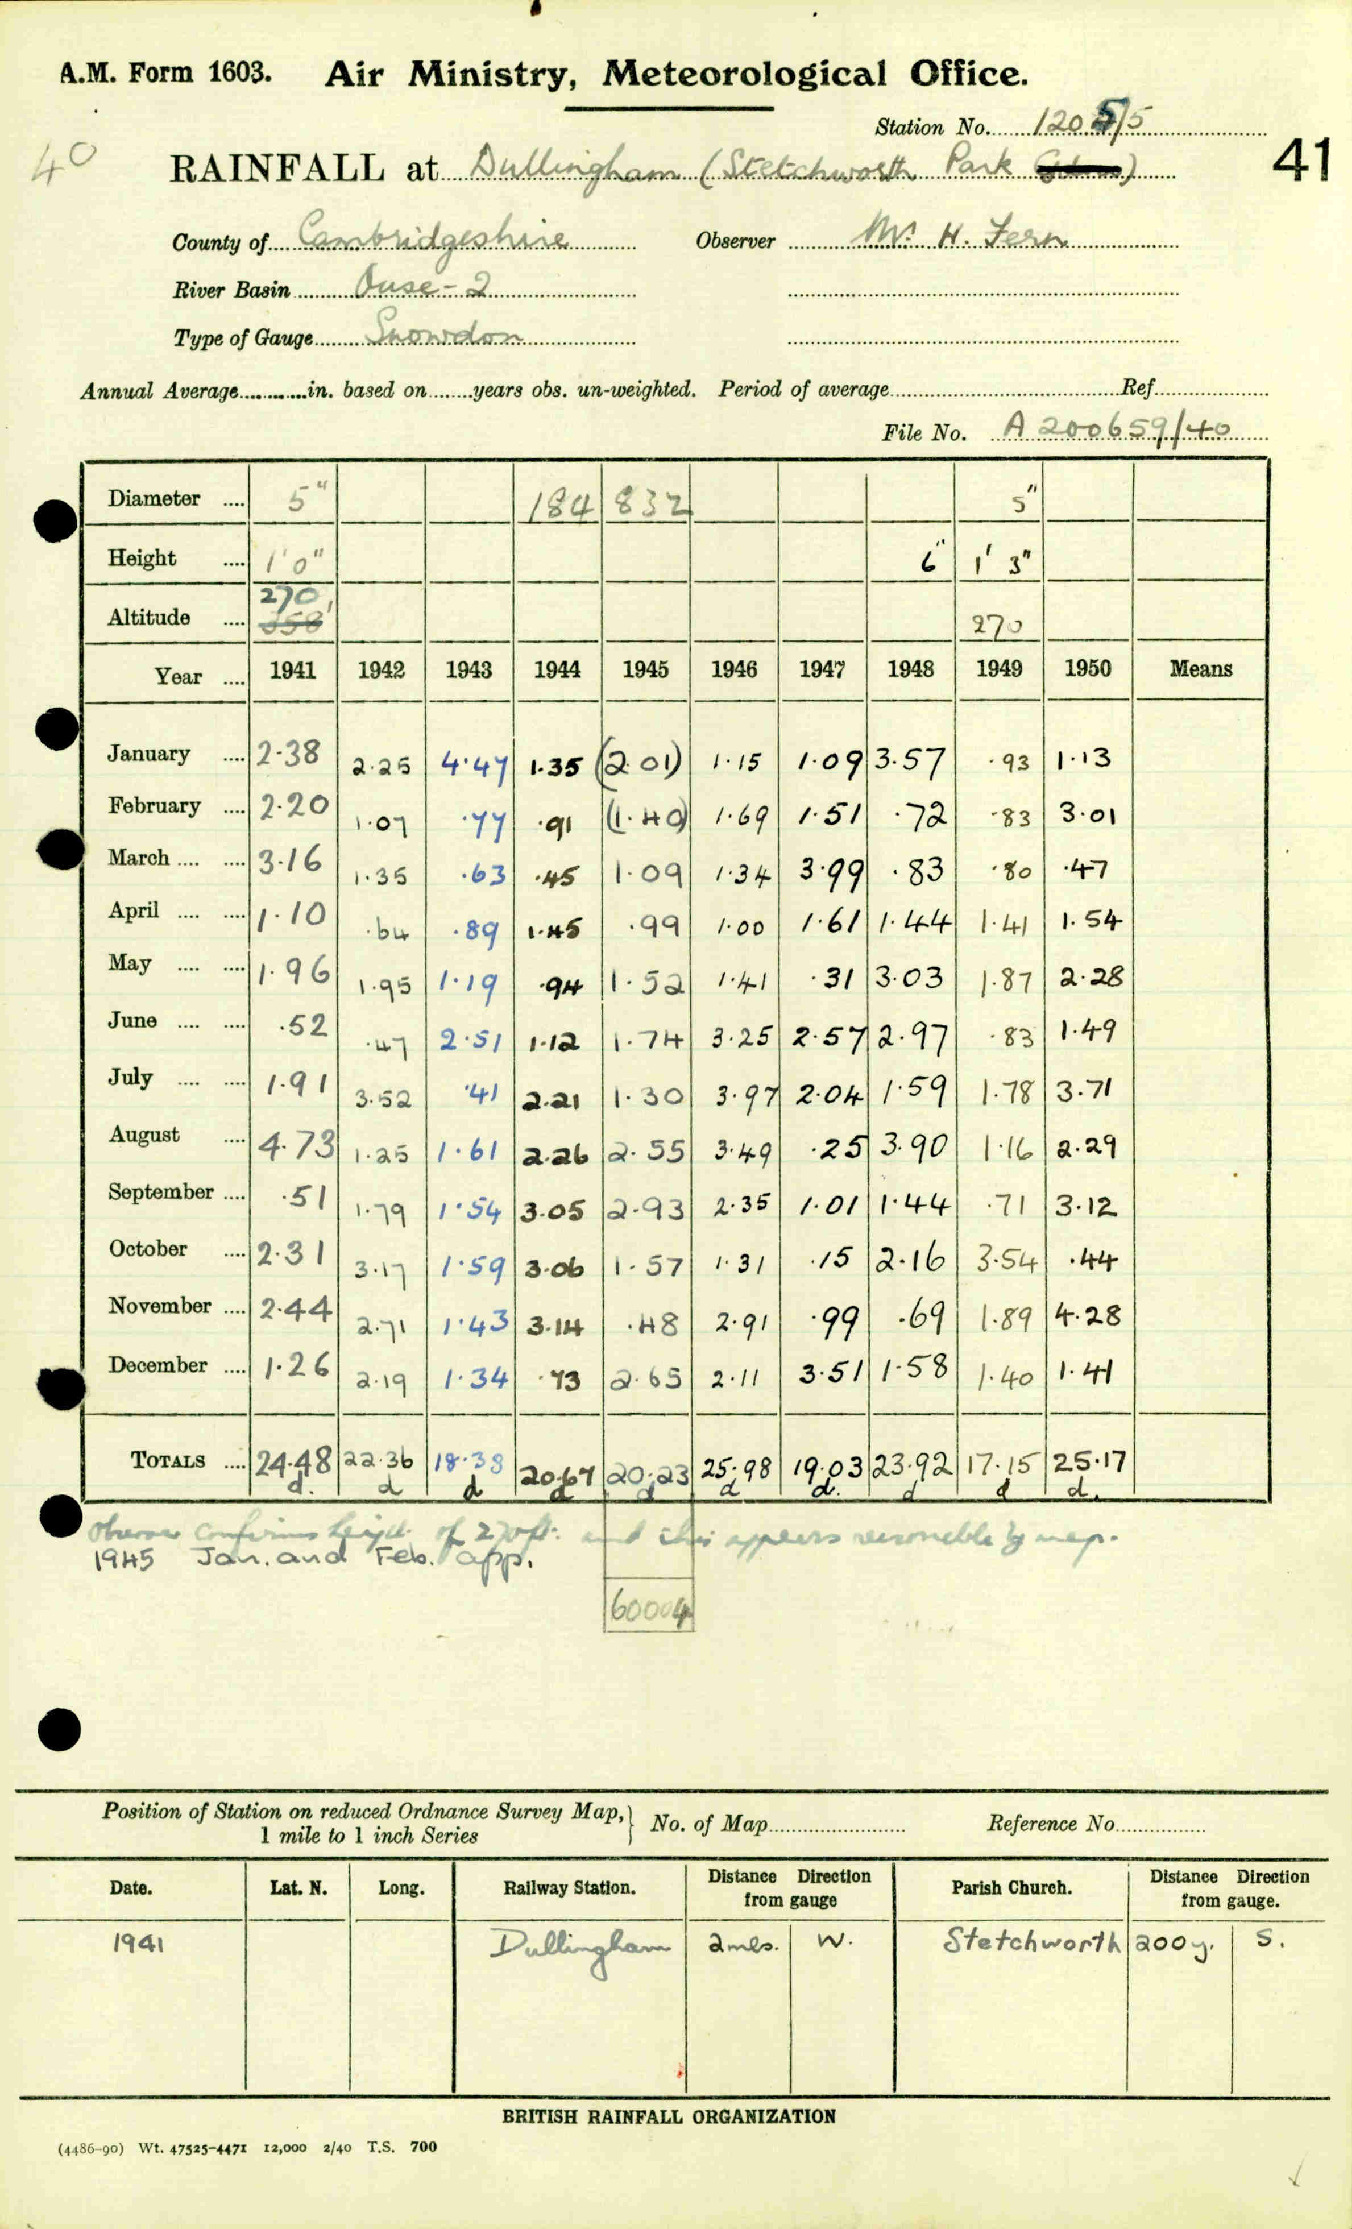 A.M. Form 1603. Air Ministry, Meteorological Office.
Station No. 1205/5
40
RAINFALL at Dullingham (Stetchworth Park )
41
County of Cambridgeshire Observer Mr. H. Fern
River Basin Ouse-2
Type of Gauge Snowdon
Annual Average in. based on years obs. un-weighted. Period of average Ref
File No. A 200659/40
Diameter 5" 184 832 5"
Height 1' 0" 6" 1' 3"
270
Altitude 358' 270
Year 1941 1942 1943 1944 1945 1946 1947 1948 1949 1950 Means
January 2.38 2.25 4.47 1.35 (2.01) 1.15 1.09 3.57 .93 1.13
February 2.20 1.07 .77 .91 (1.40) 1.69 1.51 .72 .83 3.01
March 3.16 1.35 .63 .45 1.09 1.34 3.99 .83 .80 .47
April 1.10 .64 .89 1.45 .99 1.00 1.61 1.44 1.41 1.54
May 1.96 1.95 1.19 .94 1.52 1.41 .31 3.03 1.87 2.28
June .52 .47 2.51 1.12 1.74 3.25 2.57 2.97 .83 1.49
July 1.91 3.52 .41 2.21 1.30 3.97 2.04 1.59 1.78 3.71
August 4.73 1.25 1.61 2.26 2.55 3.49 .25 3.90 1.16 2.29
September .51 1.79 1.54 3.05 2.93 2.35 1.01 1.44 .71 3.12
October 2.31 3.17 1.59 3.06 1.57 1.31 .15 2.16 3.54 .44
November 2.44 2.71 1.43 3.14 .48 2.91 .99 .69 1.89 4.28
December 1.26 2.19 1.34 .73 2.65 2.11 3.51 1.58 1.40 1.41
TOTALS 24.48 22.36 18.38 20.67 20.23 25.98 19.03 23.92 17.15 25.17
d. d d d d d d. d d d.
Observer confirms height of 270ft. and this appears reasonable by map.
1945 Jan. and Feb. app.
60004
Position of Station on reduced Ordnance Survey Map, 1 mile to 1 inch Series } No. of Map Reference No
Date. Lat. N. Long. Railway Station. Distance Direction from gauge Parish Church. Distance Direction from gauge.
1941 Dullingham 2mls. W. Stetchworth 200y. S.
BRITISH RAINFALL ORGANIZATION
(4486-90) Wt. 47525-4471 12,000 2/40 T.S. 700